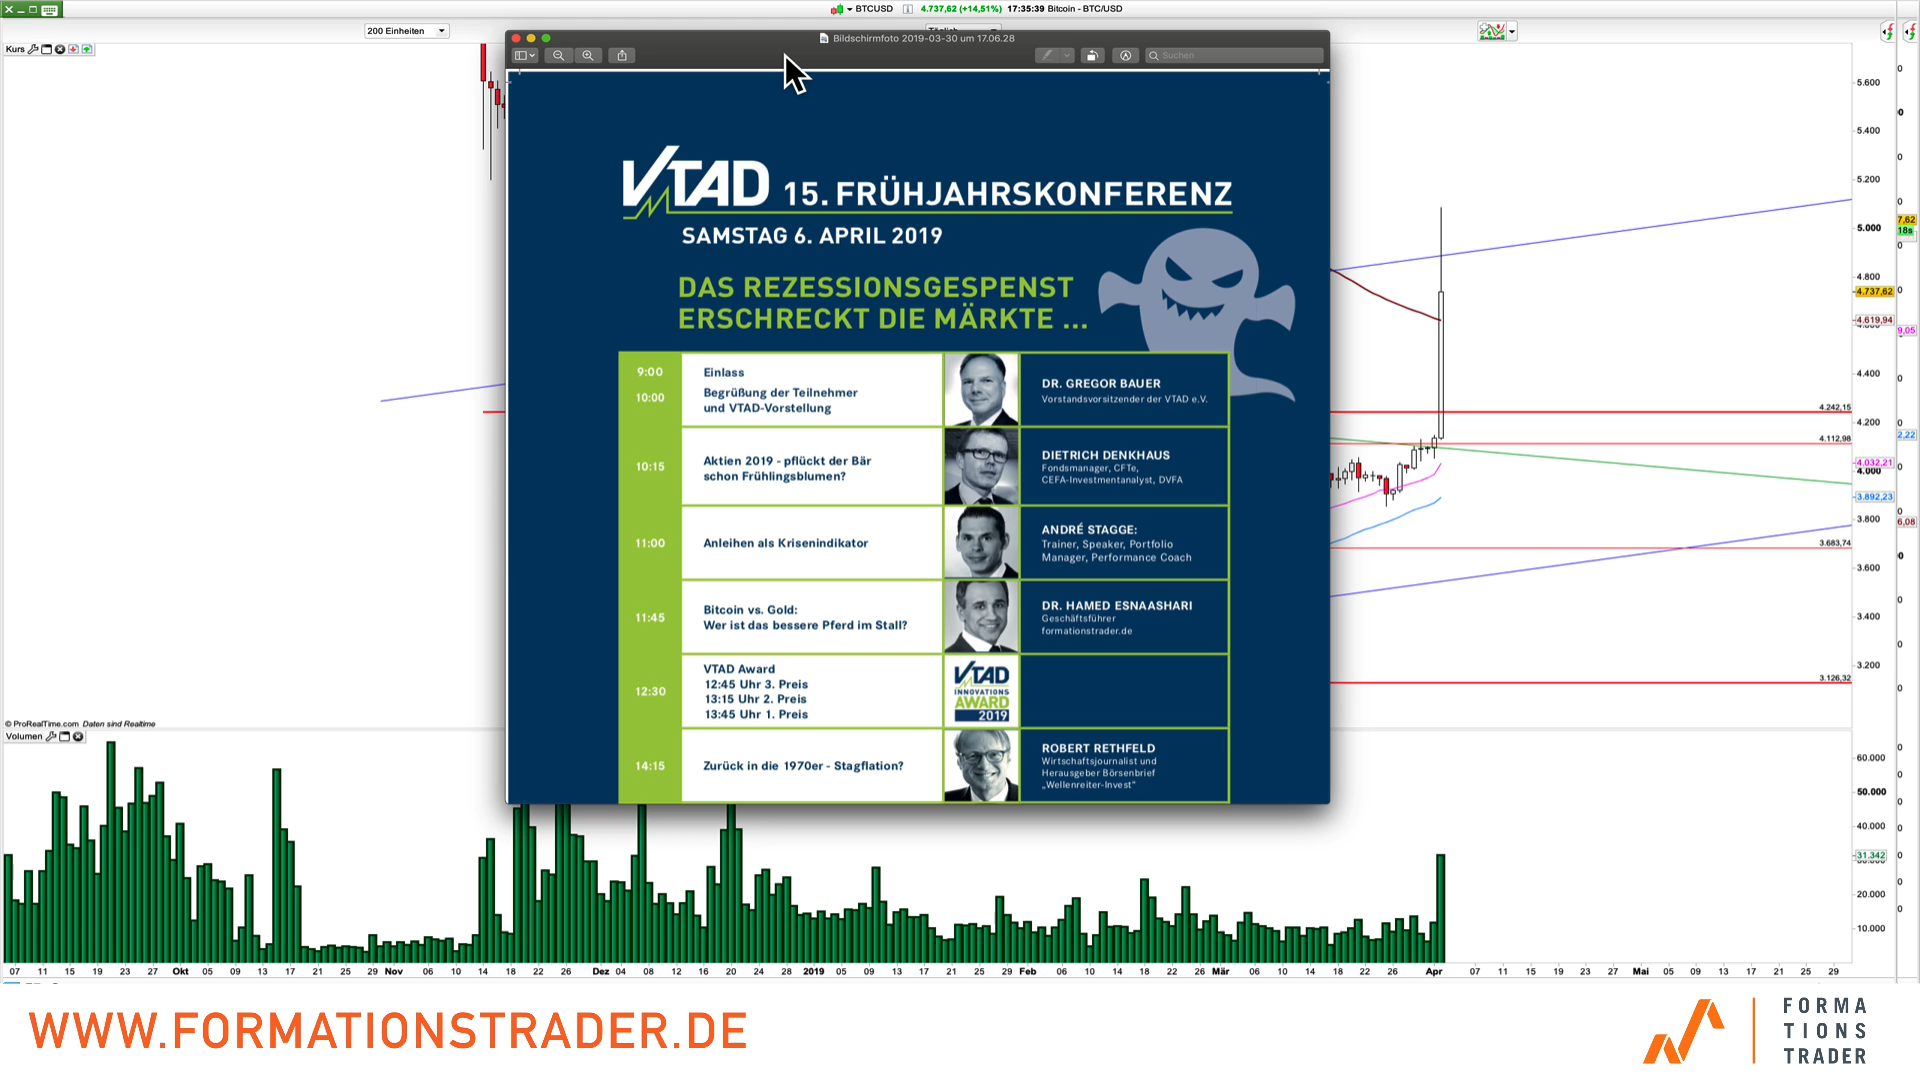 BTCUSD 4.737,62 (+14,51%) 17:35:39 Bitcoin - BTC/USD
200 Einheiten
Kurs
Bildschirmfoto 2019-03-30 um 17.06.28
Suchen
VTAD 15. FRÜHJAHRSKONFERENZ
SAMSTAG 6. APRIL 2019
DAS REZESSIONSGESPENST
ERSCHRECKT DIE MÄRKTE ...
9:00 Einlass
10:00 Begrüßung der Teilnehmer
und VTAD-Vorstellung
DR. GREGOR BAUER
Vorstandsvorsitzender der VTAD e.V.
10:15 Aktien 2019 - pflückt der Bär
schon Frühlingsblumen?
DIETRICH DENKHAUS
Fondsmanager, CFTe,
CEFA-Investmentanalyst, DVFA
11:00 Anleihen als Krisenindikator
ANDRÉ STAGGE:
Trainer, Speaker, Portfolio
Manager, Performance Coach
11:45 Bitcoin vs. Gold:
Wer ist das bessere Pferd im Stall?
DR. HAMED ESNAASHARI
Geschäftsführer
formationstrader.de
12:30 VTAD Award
12:45 Uhr 3. Preis
13:15 Uhr 2. Preis
13:45 Uhr 1. Preis
VTAD
INNOVATIONS
AWARD
2019
14:15 Zurück in die 1970er - Stagflation?
ROBERT RETHFELD
Wirtschaftsjournalist und
Herausgeber Börsenbrief
„Wellenreiter-Invest“
5.600
5.400
5.200
5.000
4.800
4.737,62
4.619,94
4.400
4.242,15
4.200
4.112,98
4.032,21
4.000
3.892,23
3.800
3.683,74
3.600
3.400
3.200
3.126,32
© ProRealTime.com Daten sind Realtime
Volumen
60.000
50.000
40.000
31.342
20.000
10.000
07 11 15 19 23 27 Okt 05 09 13 17 21 25 29 Nov 06 10 14 18 22 26 Dez 04 08 12 16 20 24 28 2019 05 09 13 17 21 25 29 Feb 06 10 14 18 22 26 Mär 06 10 14 18 22 26 Apr 07 11 15 19 23 27 Mai 05 09 13 17 21 25 29
WWW.FORMATIONSTRADER.DE
FORMA
TIONS
TRADER